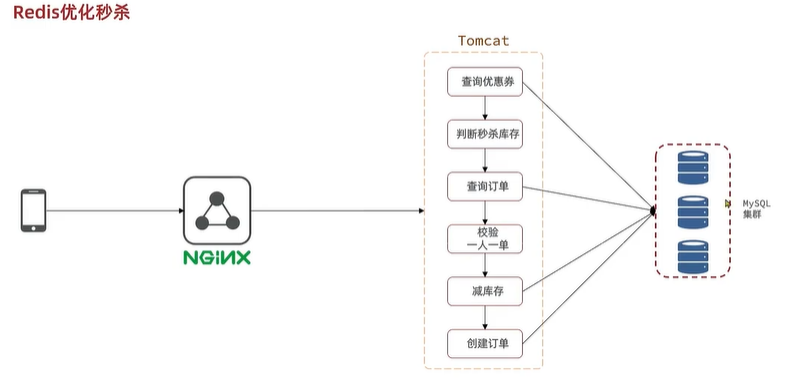 Redis优化秒杀
Tomcat
查询优惠券
判断秒杀库存
查询订单
校验
一人一单
减库存
创建订单
NGiNX
MySQL
集群